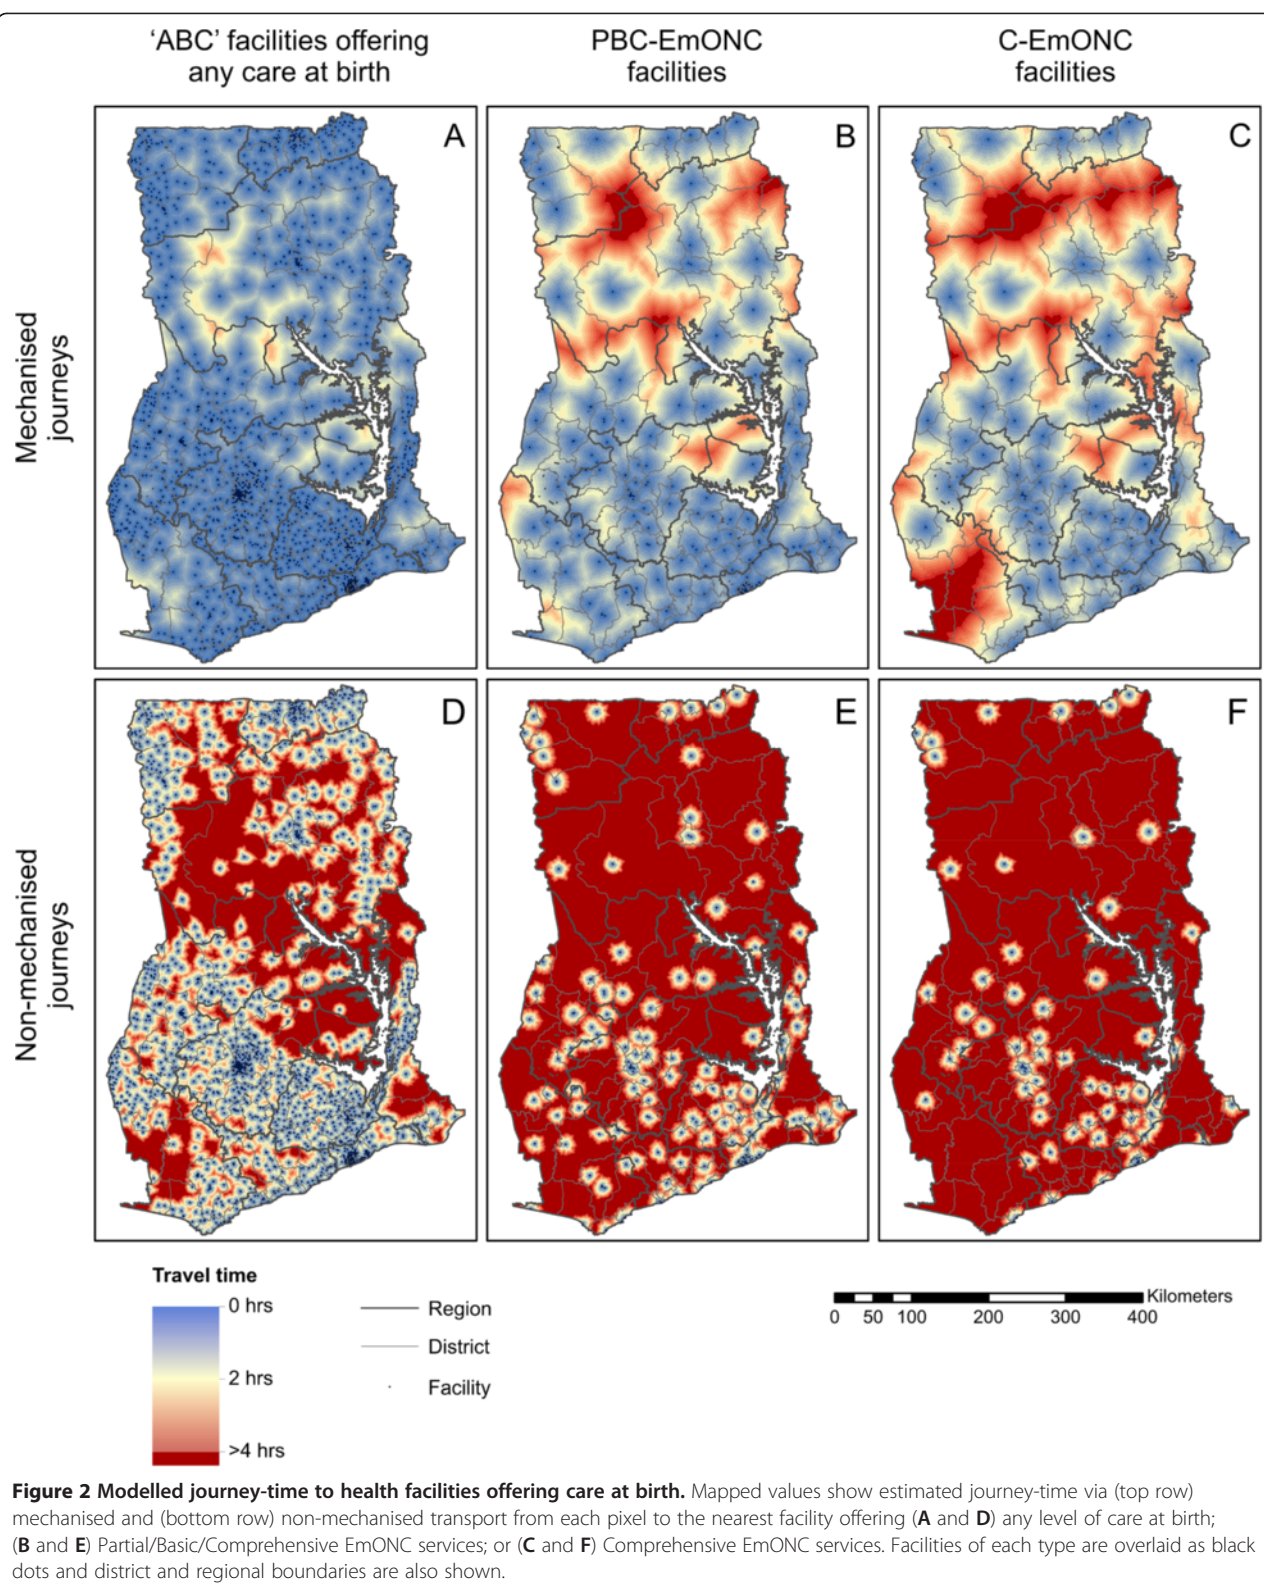 ‘ABC’ facilities offering
any care at birth
PBC-EmONC
facilities
C-EmONC
facilities
Mechanised
journeys
A
B
C
Non-mechanised
journeys
D
E
F
Travel time
0 hrs
2 hrs
>4 hrs
Region
District
Facility
Kilometers
0 50 100 200 300 400
Figure 2 Modelled journey-time to health facilities offering care at birth. Mapped values show estimated journey-time via (top row)
mechanised and (bottom row) non-mechanised transport from each pixel to the nearest facility offering (A and D) any level of care at birth;
(B and E) Partial/Basic/Comprehensive EmONC services; or (C and F) Comprehensive EmONC services. Facilities of each type are overlaid as black
dots and district and regional boundaries are also shown.